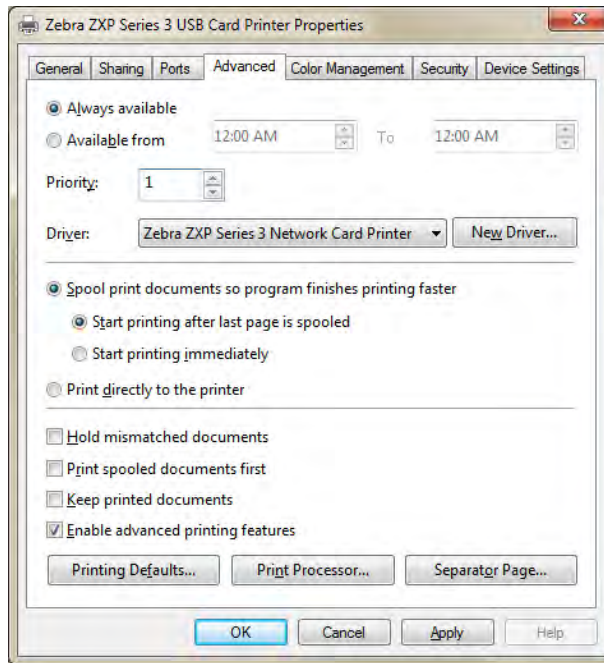 Zebra ZXP Series 3 USB Card Printer Properties
General Sharing Ports Advanced Color Management Security Device Settings
Always available
Available from 12:00 AM To 12:00 AM
Priority: 1
Driver: Zebra ZXP Series 3 Network Card Printer New Driver...
Spool print documents so program finishes printing faster
Start printing after last page is spooled
Start printing immediately
Print directly to the printer
Hold mismatched documents
Print spooled documents first
Keep printed documents
Enable advanced printing features
Printing Defaults... Print Processor... Separator Page...
OK Cancel Apply Help